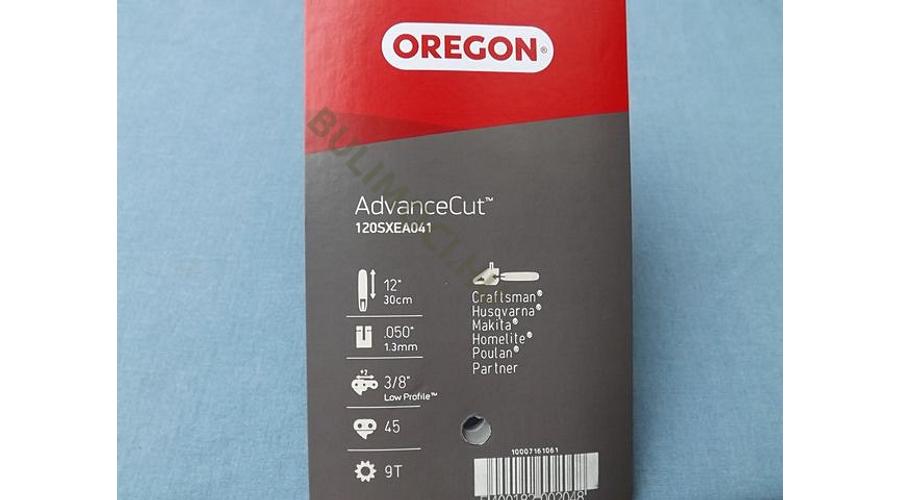 OREGON®
AdvanceCut™
120SXEA041
12"
30cm
.050"
1.3mm
+2
3/8"
Low Profile™
45
9T
Craftsman®
Husqvarna®
Makita®
Homelite®
Poulan®
Partner
10007161061